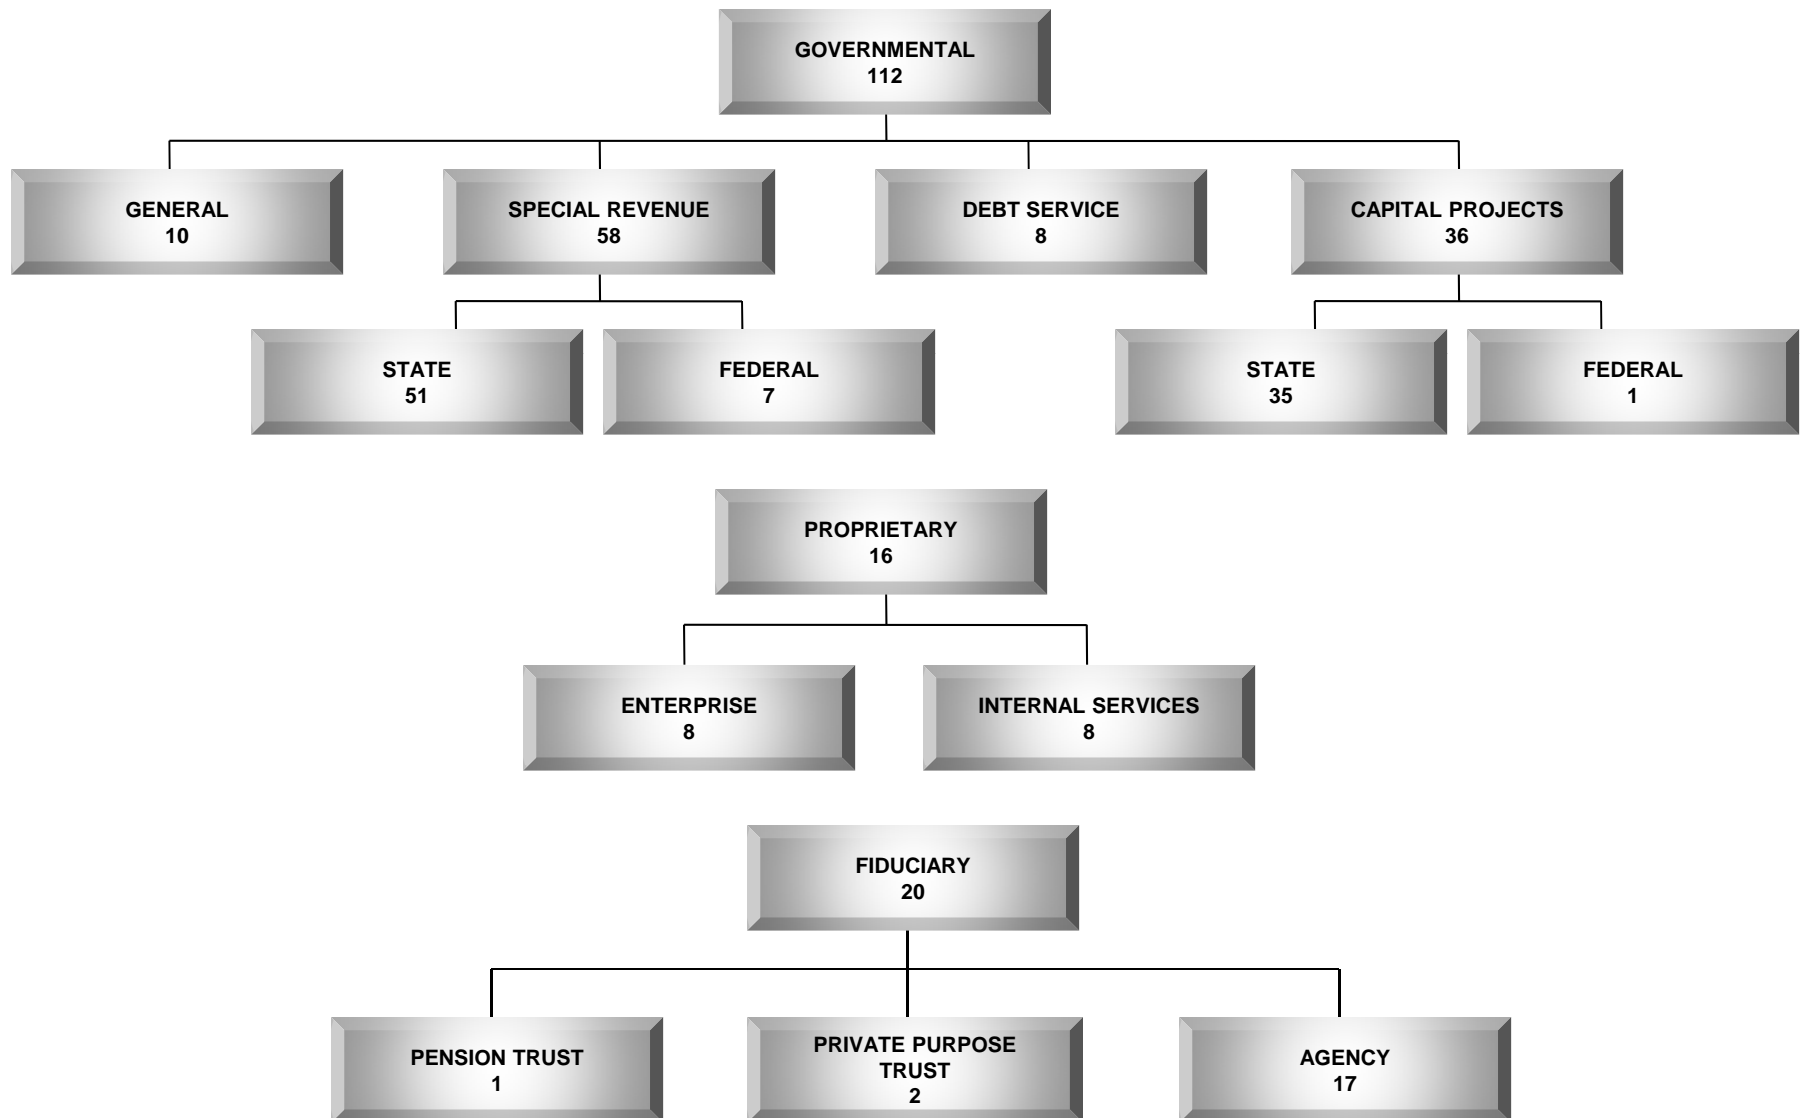 GOVERNMENTAL
112
GENERAL
10
SPECIAL REVENUE
58
DEBT SERVICE
8
CAPITAL PROJECTS
36
STATE
51
FEDERAL
7
STATE
35
FEDERAL
1
PROPRIETARY
16
ENTERPRISE
8
INTERNAL SERVICES
8
FIDUCIARY
20
PENSION TRUST
1
PRIVATE PURPOSE
TRUST
2
AGENCY
17